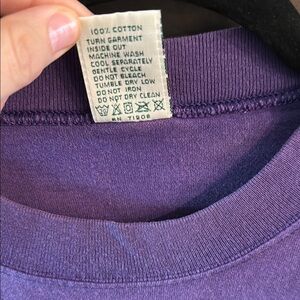 100% COTTON
TURN GARMENT
INSIDE OUT
MACHINE WASH
COOL SEPARATELY
GENTLE CYCLE
DO NOT BLEACH
TUMBLE DRY LOW
DO NOT IRON
DO NOT DRY CLEAN
RN 71908